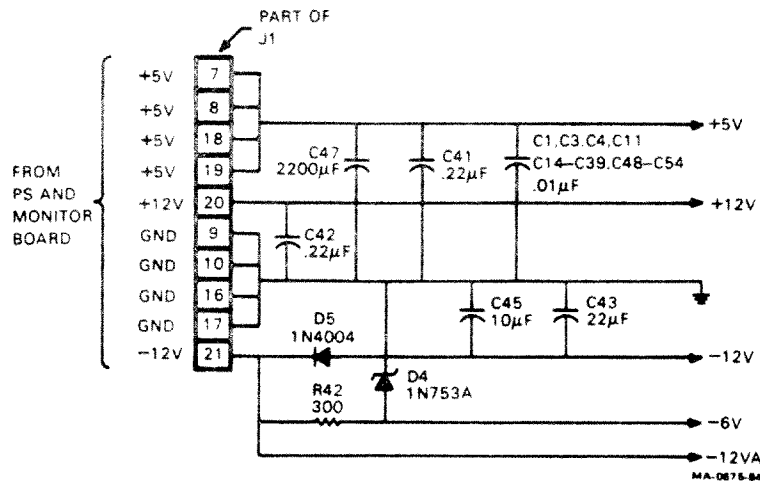 PART OF
J1
+5V 7
+5V 8
+5V 18
+5V 19
+12V 20
GND 9
GND 10
GND 16
GND 17
-12V 21
FROM
PS AND
MONITOR
BOARD
C47
2200µF
C41
.22µF
C1,C3.C4,C11
C14-C39.C48-C54
.01µF
+5V
+12V
C42
.22µF
C45
10µF
C43
22µF
D5
1N4004
-12V
D4
1N753A
R42
300
-6V
-12VA
MA-0675-84